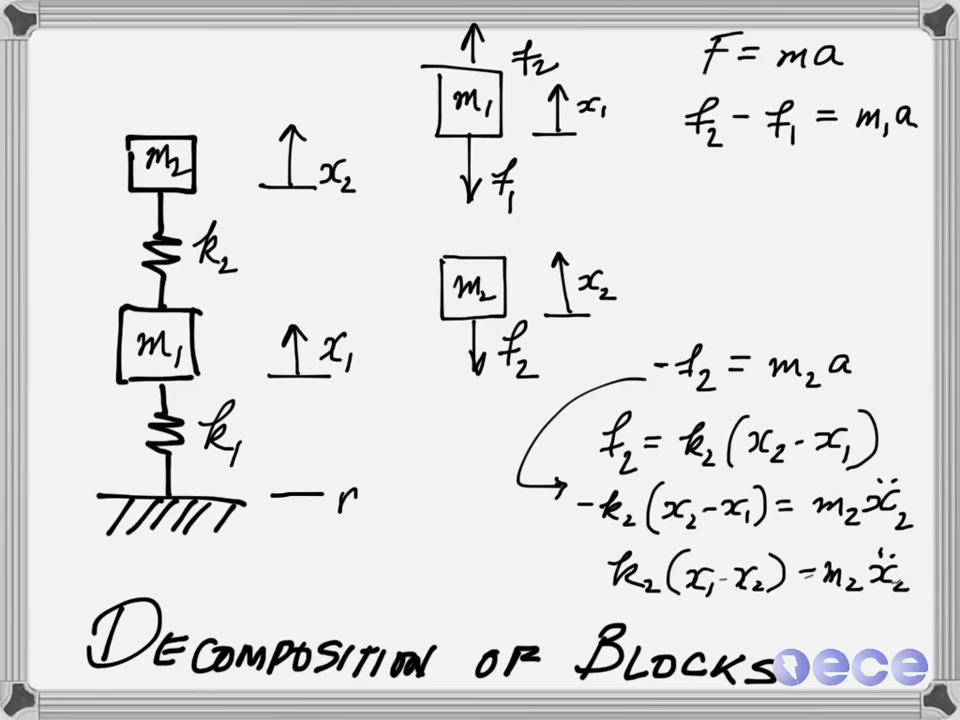 m₂
x₂
k₂
m₁
x₁
k₁
r
f₂
m₁
x₁
f₁
m₂
x₂
f₂
F = ma
f₂ - f₁ = m₁a
-f₂ = m₂a
f₂ = k₂(x₂ - x₁)
-k₂(x₂ - x₁) = m₂ẍ₂
k₂(x₁ - x₂) = m₂ẍ₂
DECOMPOSITION OF BLOCKS
ece